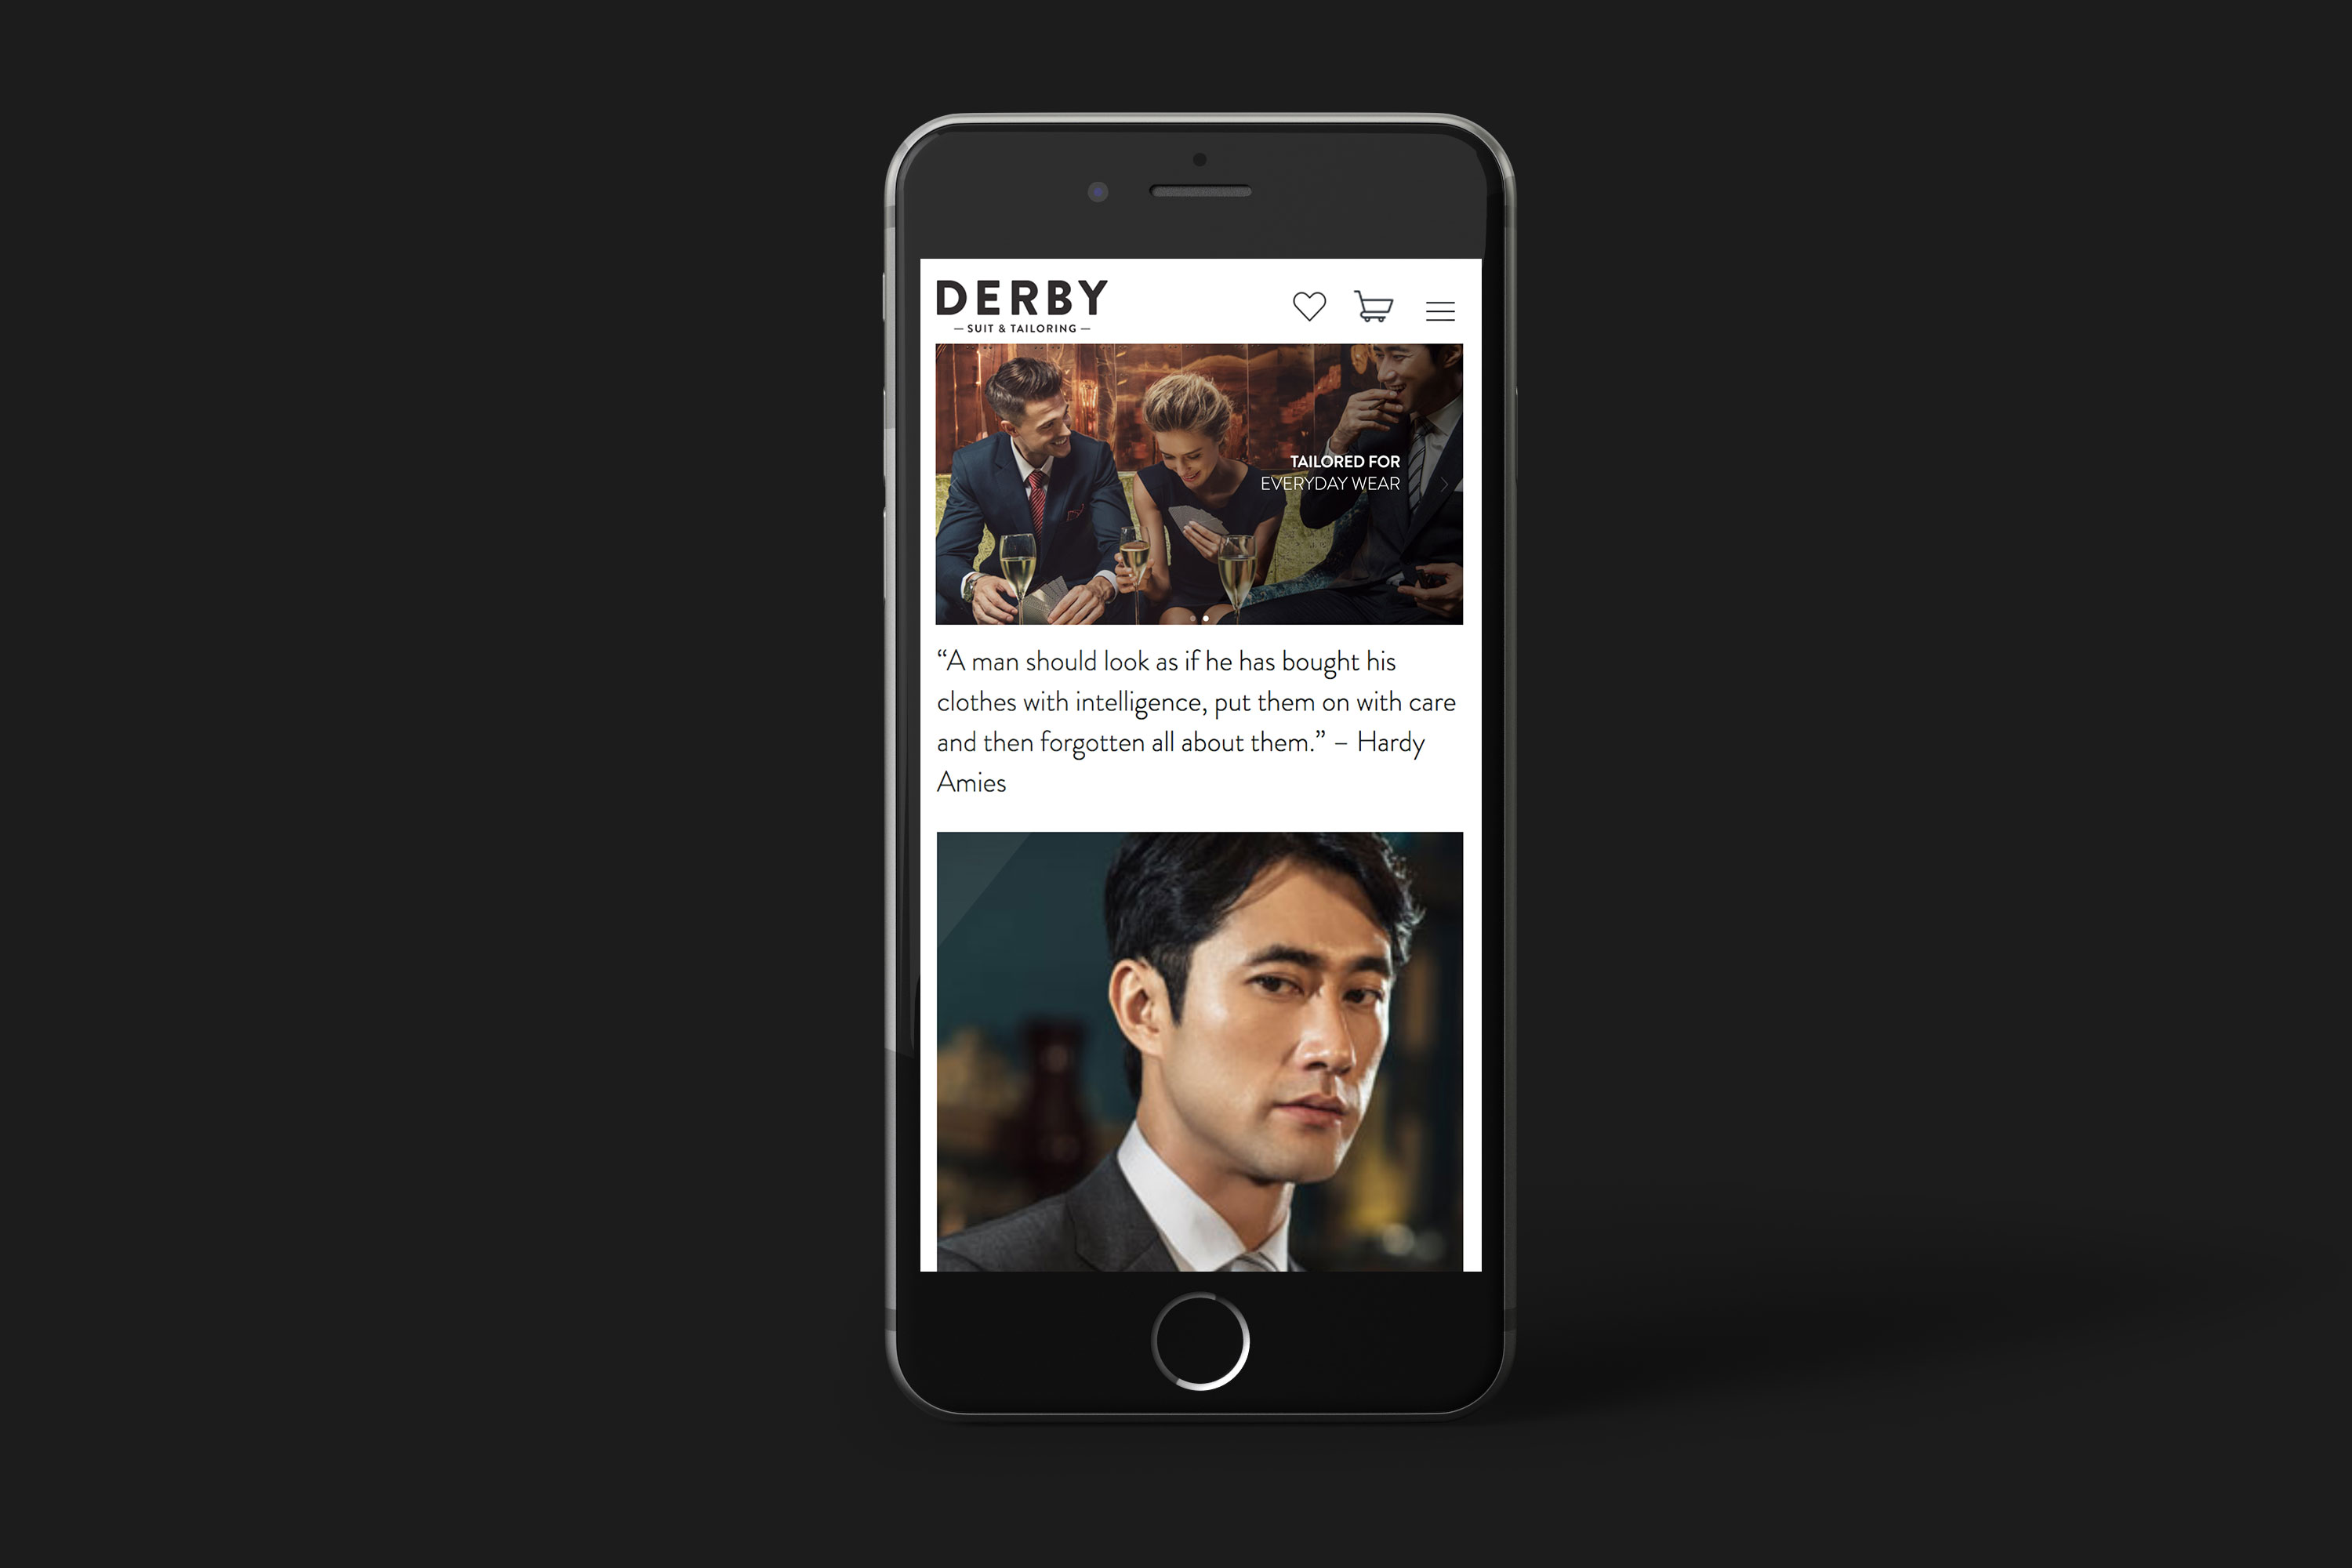 DERBY
– SUIT & TAILORING –
TAILORED FOR
EVERYDAY WEAR
“A man should look as if he has bought his
clothes with intelligence, put them on with care
and then forgotten all about them.” – Hardy
Amies